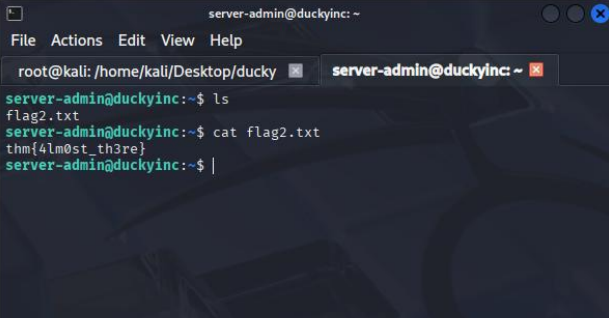 server-admin@duckyinc: ~
File Actions Edit View Help
root@kali: /home/kali/Desktop/ducky server-admin@duckyinc: ~
server-admin@duckyinc:~$ ls
flag2.txt
server-admin@duckyinc:~$ cat flag2.txt
thm{4lm0st_th3re}
server-admin@duckyinc:~$